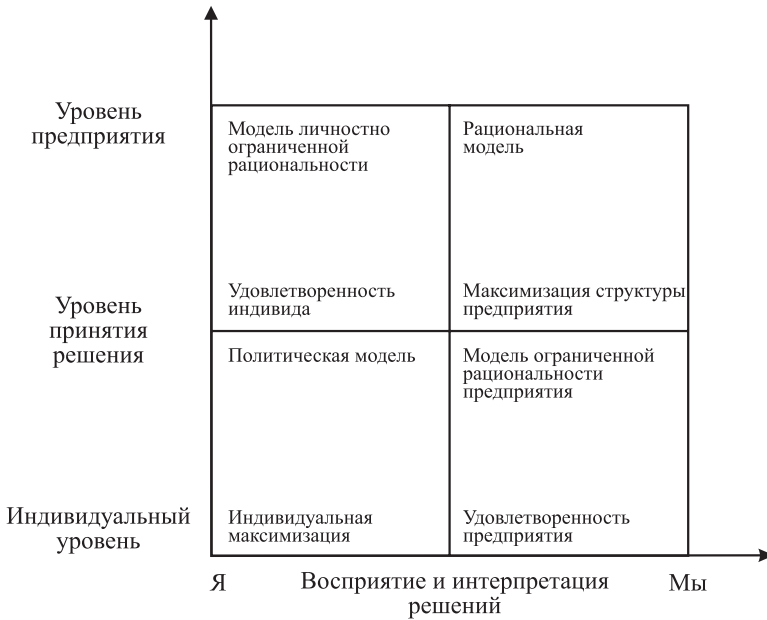 Уровень
предприятия
Модель личностно
ограниченной
рациональности
Рациональная
модель
Удовлетворенность
индивида
Максимизация структуры
предприятия
Уровень
принятия
решения
Политическая модель
Модель ограниченной
рациональности
предприятия
Индивидуальный
уровень
Индивидуальная
максимизация
Удовлетворенность
предприятия
Я
Восприятие и интерпретация
решений
Мы